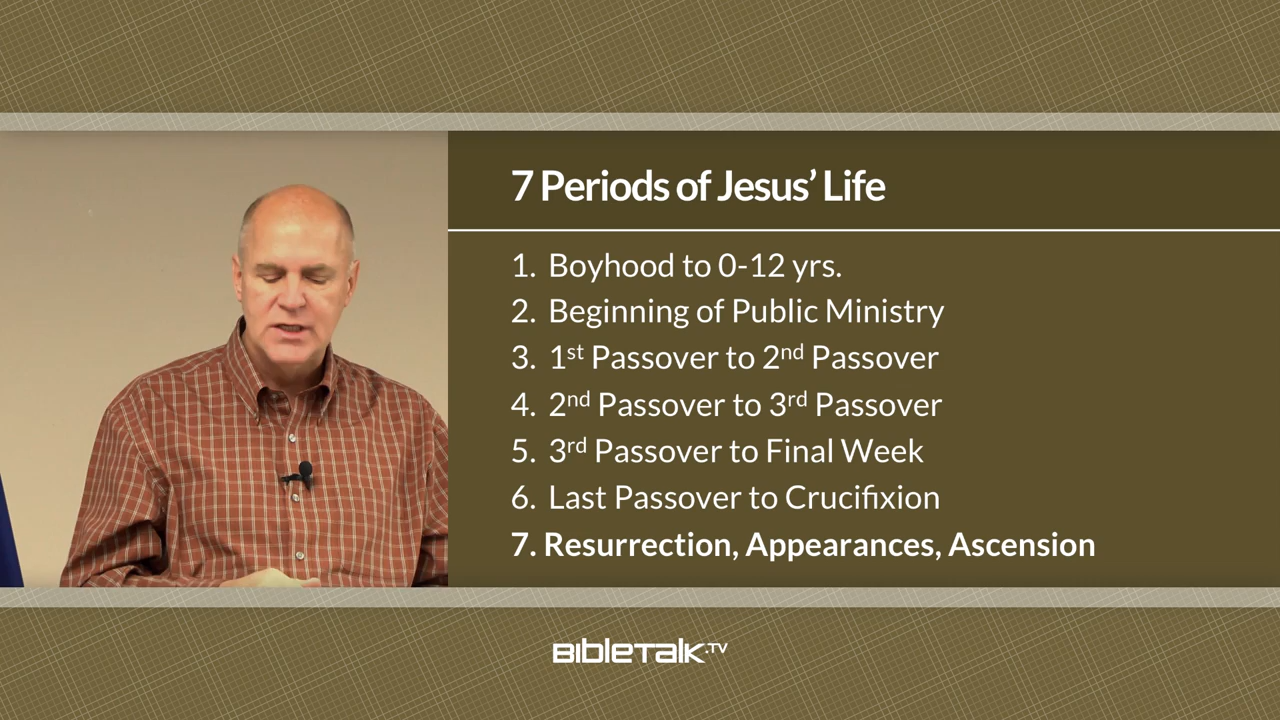 7 Periods of Jesus’ Life
1. Boyhood to 0-12 yrs.
2. Beginning of Public Ministry
3. 1st Passover to 2nd Passover
4. 2nd Passover to 3rd Passover
5. 3rd Passover to Final Week
6. Last Passover to Crucifixion
7. Resurrection, Appearances, Ascension
BibleTalk.TV